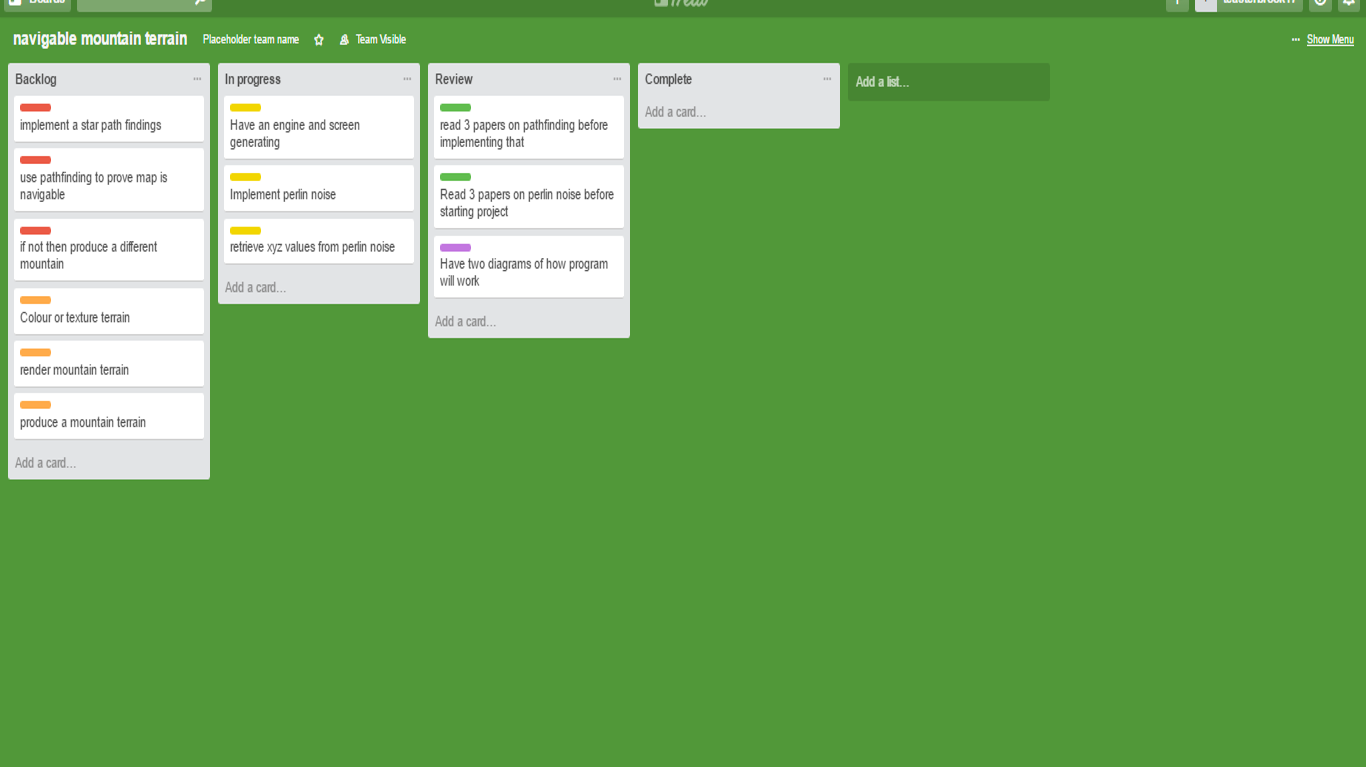 Boards
Trello
navigable mountain terrain Placeholder team name Team Visible
Show Menu
Backlog
implement a star path findings
use pathfinding to prove map is
navigable
if not then produce a different
mountain
Colour or texture terrain
render mountain terrain
produce a mountain terrain
Add a card...
In progress
Have an engine and screen
generating
Implement perlin noise
retrieve xyz values from perlin noise
Add a card...
Review
read 3 papers on pathfinding before
implementing that
Read 3 papers on perlin noise before
starting project
Have two diagrams of how program
will work
Add a card...
Complete
Add a card...
Add a list...